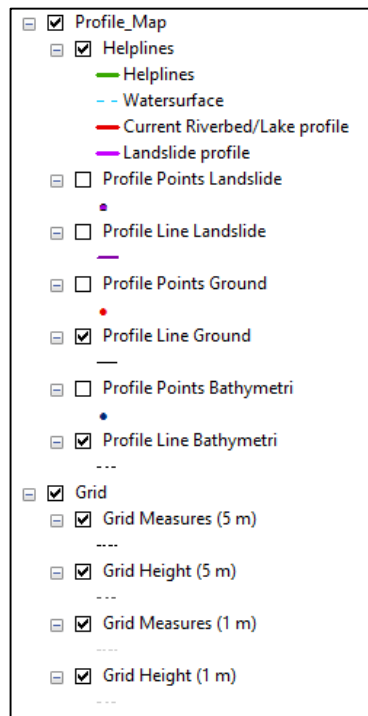 Profile_Map
Helplines
Helplines
Watersurface
Current Riverbed/Lake profile
Landslide profile
Profile Points Landslide
Profile Line Landslide
Profile Points Ground
Profile Line Ground
Profile Points Bathymetri
Profile Line Bathymetri
Grid
Grid Measures (5 m)
Grid Height (5 m)
Grid Measures (1 m)
Grid Height (1 m)